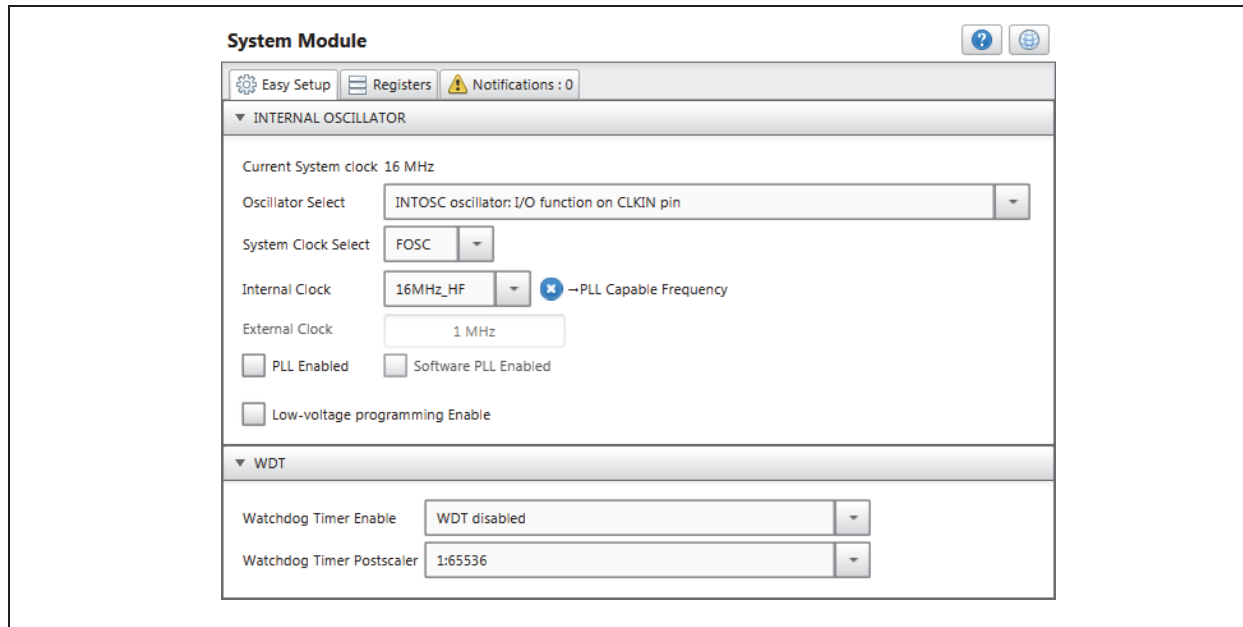 System Module
Easy Setup Registers Notifications : 0
INTERNAL OSCILLATOR
Current System clock 16 MHz
Oscillator Select INTOSC oscillator: I/O function on CLKIN pin
System Clock Select FOSC
Internal Clock 16MHz_HF →PLL Capable Frequency
External Clock 1 MHz
PLL Enabled Software PLL Enabled
Low-voltage programming Enable
WDT
Watchdog Timer Enable WDT disabled
Watchdog Timer Postscaler 1:65536